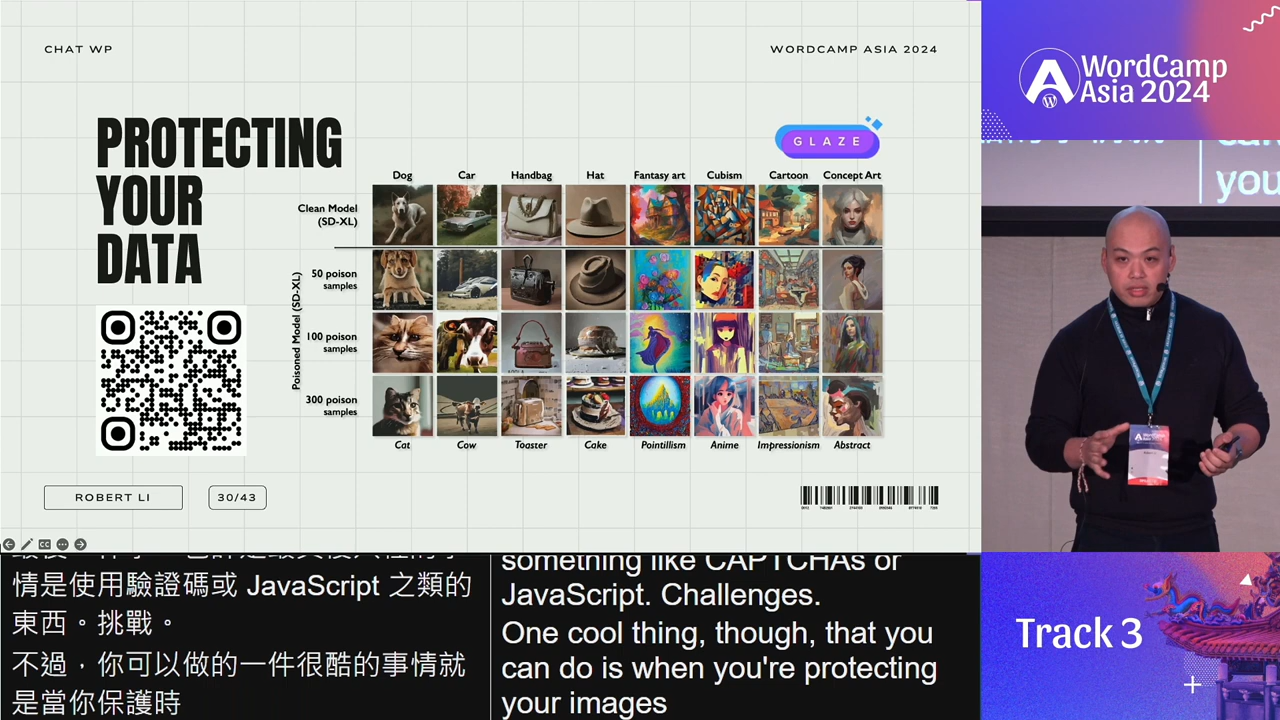 CHAT WP
WORDCAMP ASIA 2024
PROTECTING
YOUR
DATA
GLAZE
Dog Car Handbag Hat Fantasy art Cubism Cartoon Concept Art
Clean Model
(SD-XL)
Poisoned Model (SD-XL)
50 poison
samples
100 poison
samples
300 poison
samples
Cat Cow Toaster Cake Pointillism Anime Impressionism Abstract
ROBERT LI
30/43
WordCamp
Asia 2024
you
情是使用驗證碼或 JavaScript 之類的
東西。挑戰。
不過，你可以做的一件很酷的事情就
是當你保護時
something like CAPTCHAs or
JavaScript. Challenges.
One cool thing, though, that you
can do is when you're protecting
your images
Track 3